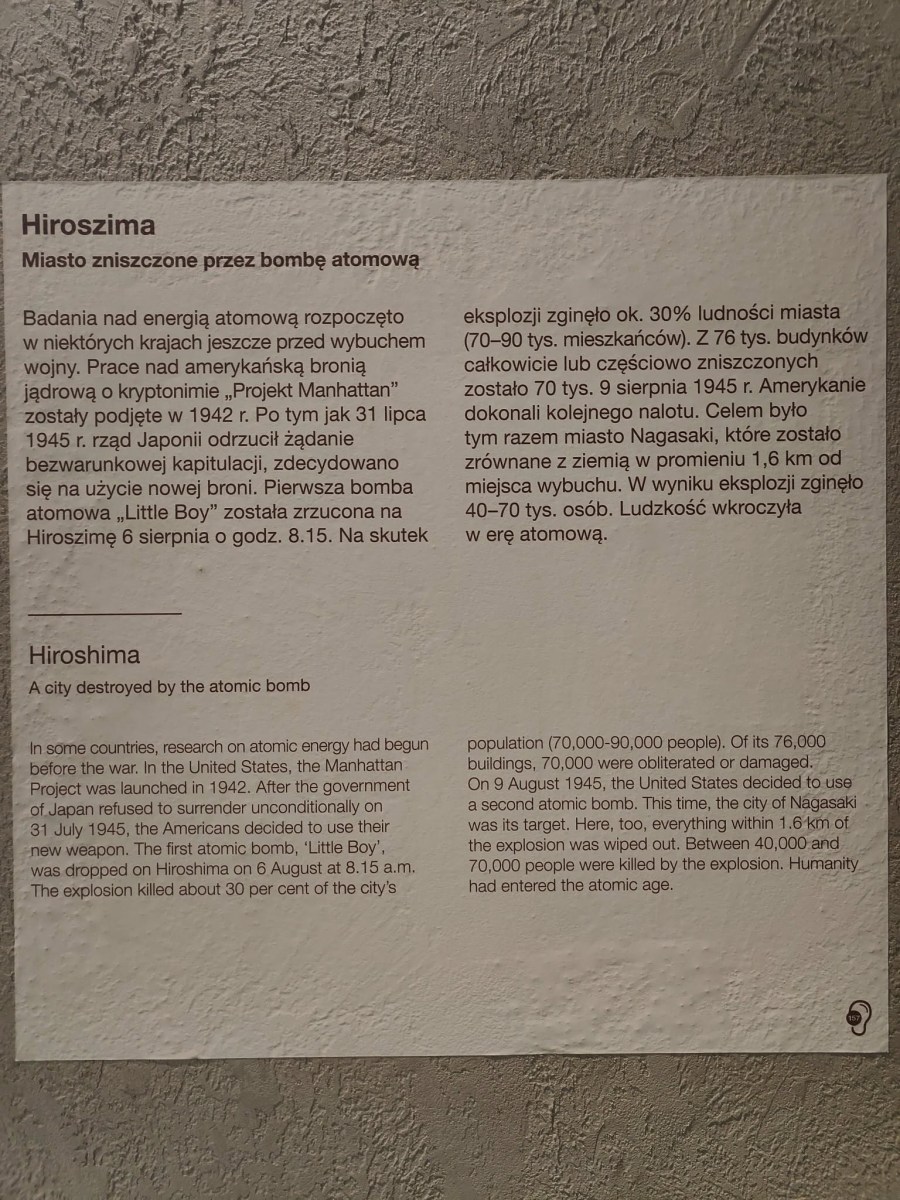 Hiroszima
Miasto zniszczone przez bombę atomową
Badania nad energią atomową rozpoczęto
w niektórych krajach jeszcze przed wybuchem
wojny. Prace nad amerykańską bronią
jądrową o kryptonimie „Projekt Manhattan”
zostały podjęte w 1942 r. Po tym jak 31 lipca
1945 r. rząd Japonii odrzucił żądanie
bezwarunkowej kapitulacji, zdecydowano
się na użycie nowej broni. Pierwsza bomba
atomowa „Little Boy” została zrzucona na
Hiroszimę 6 sierpnia o godz. 8.15. Na skutek
eksplozji zginęło ok. 30% ludności miasta
(70–90 tys. mieszkańców). Z 76 tys. budynków
całkowicie lub częściowo zniszczonych
zostało 70 tys. 9 sierpnia 1945 r. Amerykanie
dokonali kolejnego nalotu. Celem było
tym razem miasto Nagasaki, które zostało
zrównane z ziemią w promieniu 1,6 km od
miejsca wybuchu. W wyniku eksplozji zginęło
40–70 tys. osób. Ludzkość wkroczyła
w erę atomową.
Hiroshima
A city destroyed by the atomic bomb
In some countries, research on atomic energy had begun
before the war. In the United States, the Manhattan
Project was launched in 1942. After the government
of Japan refused to surrender unconditionally on
31 July 1945, the Americans decided to use their
new weapon. The first atomic bomb, ‘Little Boy’,
was dropped on Hiroshima on 6 August at 8.15 a.m.
The explosion killed about 30 per cent of the city’s
population (70,000-90,000 people). Of its 76,000
buildings, 70,000 were obliterated or damaged.
On 9 August 1945, the United States decided to use
a second atomic bomb. This time, the city of Nagasaki
was its target. Here, too, everything within 1.6 km of
the explosion was wiped out. Between 40,000 and
70,000 people were killed by the explosion. Humanity
had entered the atomic age.
157